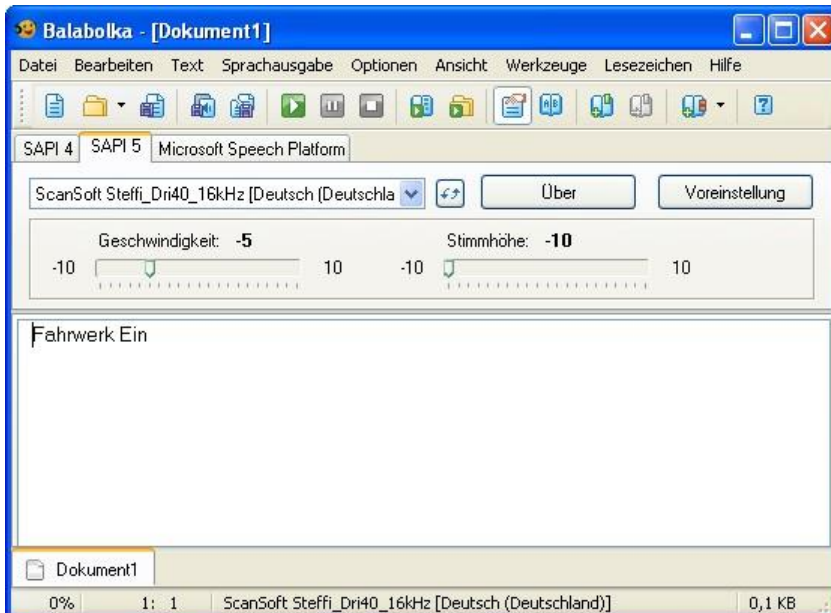 Balabolka - [Dokument1]
Datei Bearbeiten Text Sprachausgabe Optionen Ansicht Werkzeuge Lesezeichen Hilfe
SAPI 4 SAPI 5 Microsoft Speech Platform
ScanSoft Steffi_Dri40_16kHz [Deutsch (Deutschla Über Voreinstellung
Geschwindigkeit: -5 Stimmhöhe: -10
-10 10 -10 10
Fahrwerk Ein
Dokument1
0% 1: 1 ScanSoft Steffi_Dri40_16kHz [Deutsch (Deutschland)] 0,1 KB